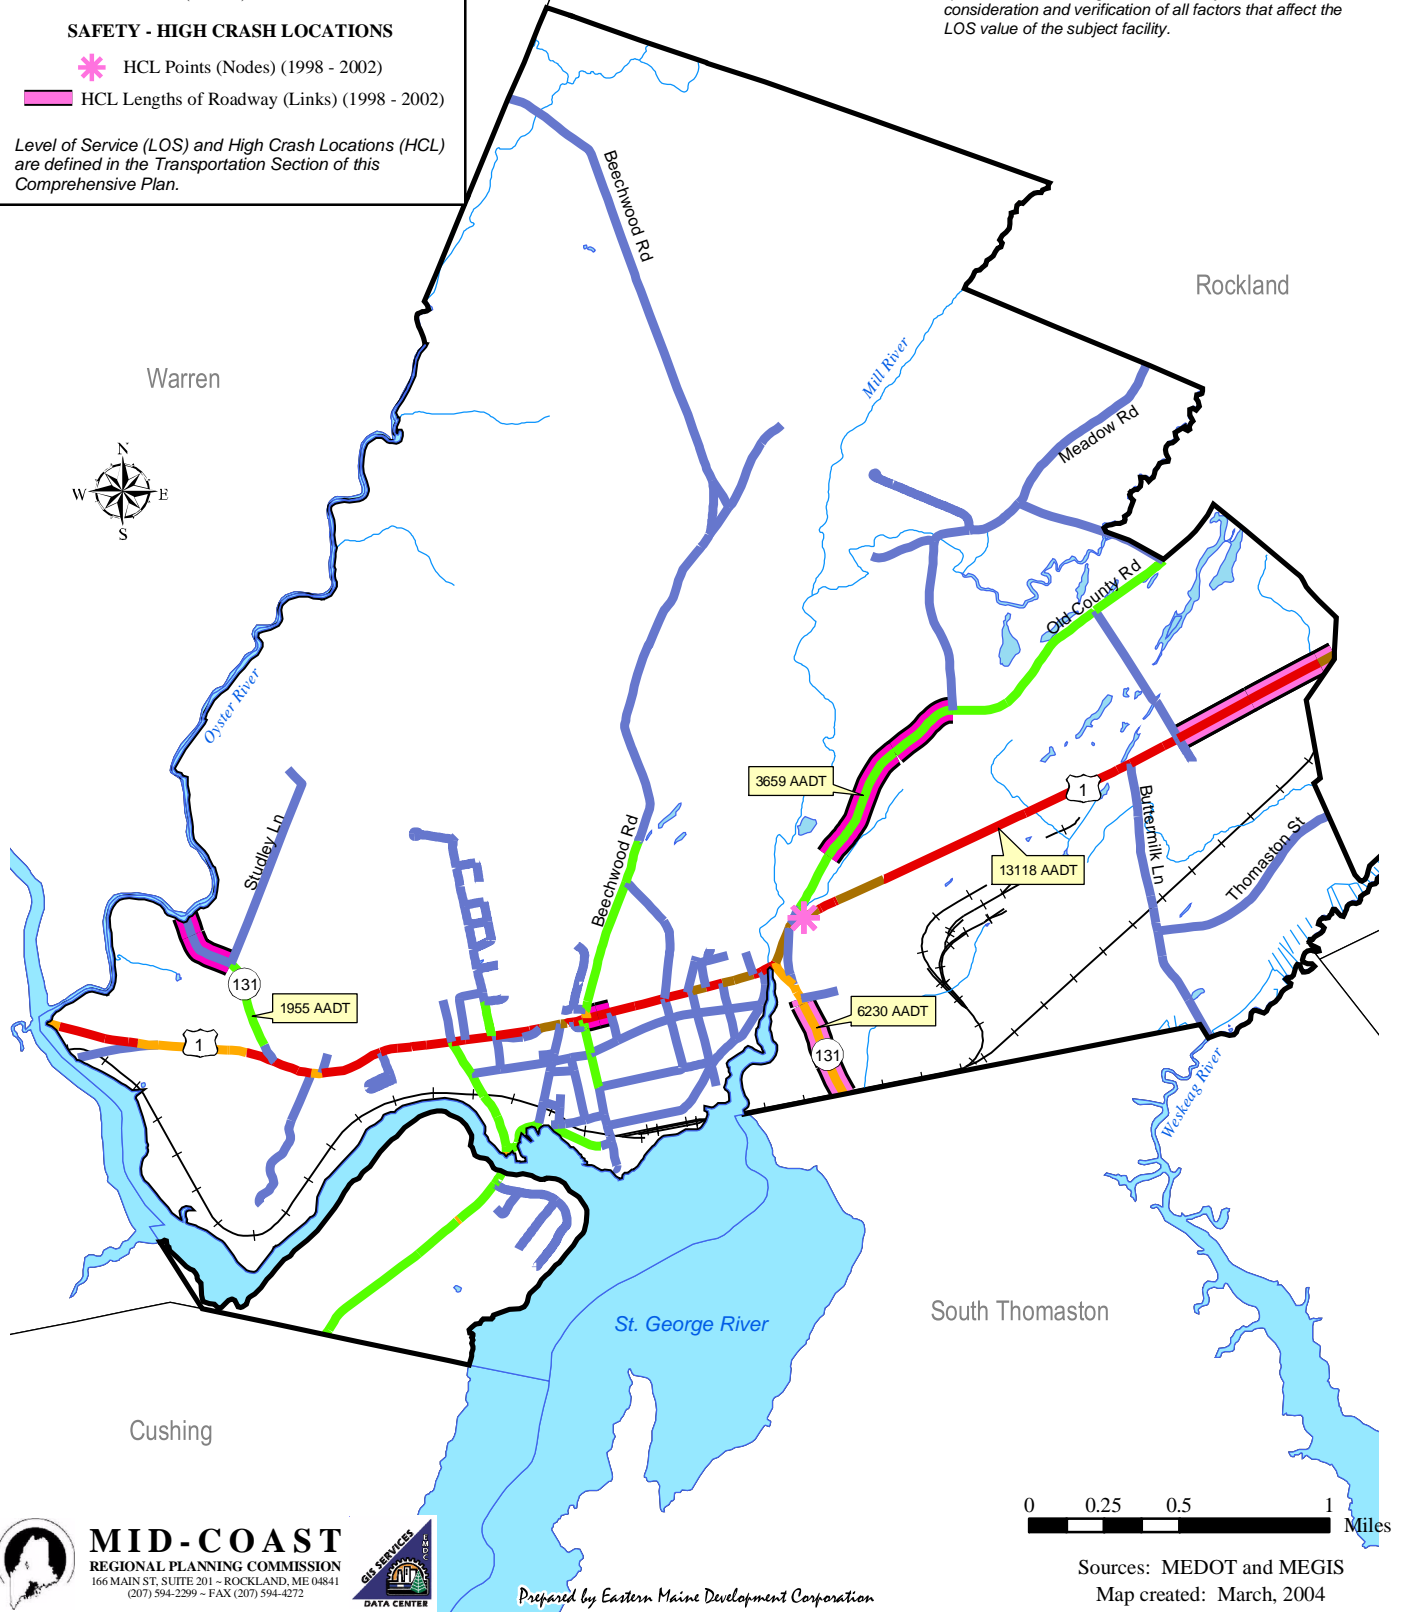 consideration and verification of all factors that affect the
LOS value of the subject facility.
SAFETY - HIGH CRASH LOCATIONS
HCL Points (Nodes) (1998 - 2002)
HCL Lengths of Roadway (Links) (1998 - 2002)
Level of Service (LOS) and High Crash Locations (HCL)
are defined in the Transportation Section of this
Comprehensive Plan.
Beechwood Rd
Rockland
Warren
Mill River
Meadow Rd
N
W E
S
Old County Rd
Oyster River
3659 AADT
1
Studley Ln
Beechwood Rd
Buttermilk Ln
Thomaston St
13118 AADT
131
1955 AADT
6230 AADT
1
131
Weskeag River
St. George River
South Thomaston
Cushing
0 0.25 0.5 1
Miles
MID-COAST
REGIONAL PLANNING COMMISSION
166 MAIN ST, SUITE 201 ~ ROCKLAND, ME 04841
(207) 594-2299 ~ FAX (207) 594-4272
GIS SERVICES
EMDC
DATA CENTER
Prepared by Eastern Maine Development Corporation
Sources: MEDOT and MEGIS
Map created: March, 2004